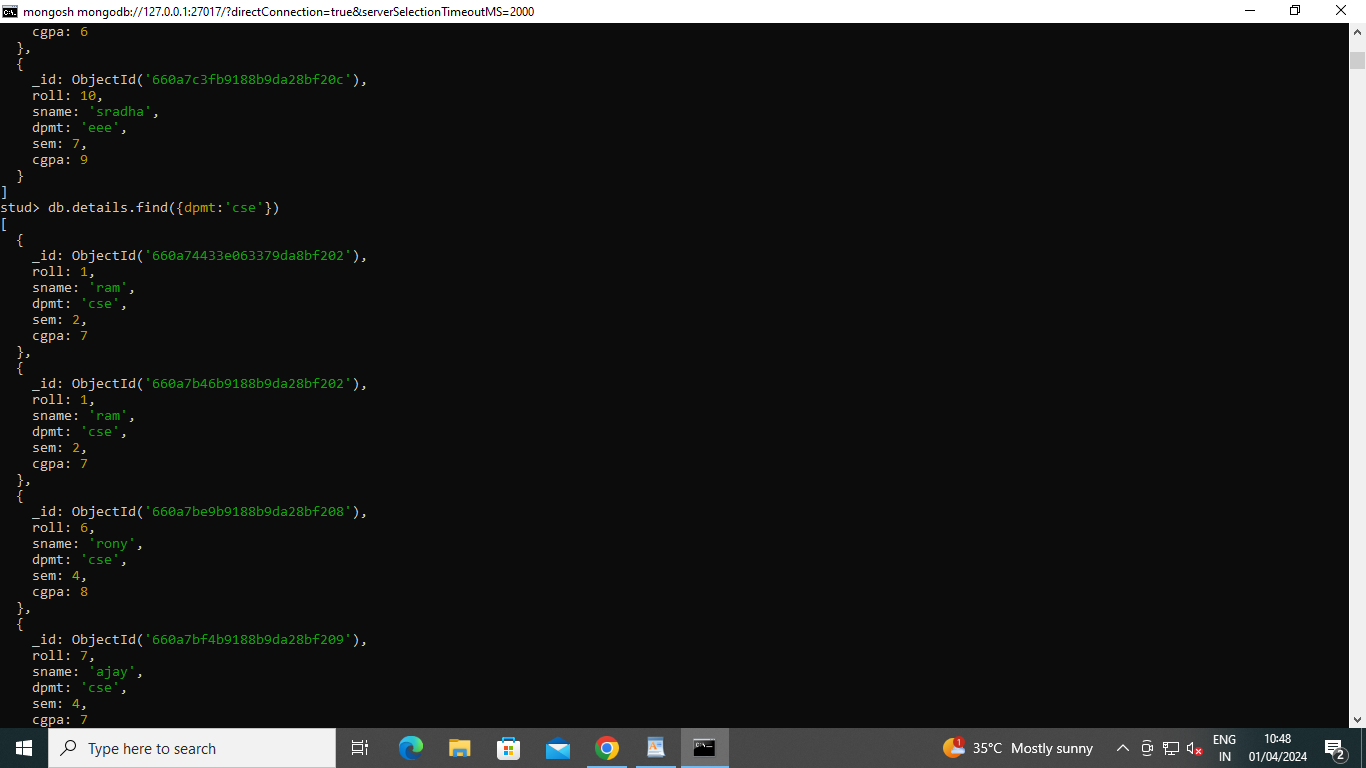 mongosh mongodb://127.0.0.1:27017/?directConnection=true&serverSelectionTimeoutMS=2000
    cgpa: 6
  },
  {
    _id: ObjectId('660a7c3fb9188b9da28bf20c'),
    roll: 10,
    sname: 'sradha',
    dpmt: 'eee',
    sem: 7,
    cgpa: 9
  }
]
stud> db.details.find({dpmt:'cse'})
[
  {
    _id: ObjectId('660a74433e063379da8bf202'),
    roll: 1,
    sname: 'ram',
    dpmt: 'cse',
    sem: 2,
    cgpa: 7
  },
  {
    _id: ObjectId('660a7b46b9188b9da28bf202'),
    roll: 1,
    sname: 'ram',
    dpmt: 'cse',
    sem: 2,
    cgpa: 7
  },
  {
    _id: ObjectId('660a7be9b9188b9da28bf208'),
    roll: 6,
    sname: 'rony',
    dpmt: 'cse',
    sem: 4,
    cgpa: 8
  },
  {
    _id: ObjectId('660a7bf4b9188b9da28bf209'),
    roll: 7,
    sname: 'ajay',
    dpmt: 'cse',
    sem: 4,
    cgpa: 7
Type here to search
1
35°C Mostly sunny
ENG
IN
10:48
01/04/2024
2